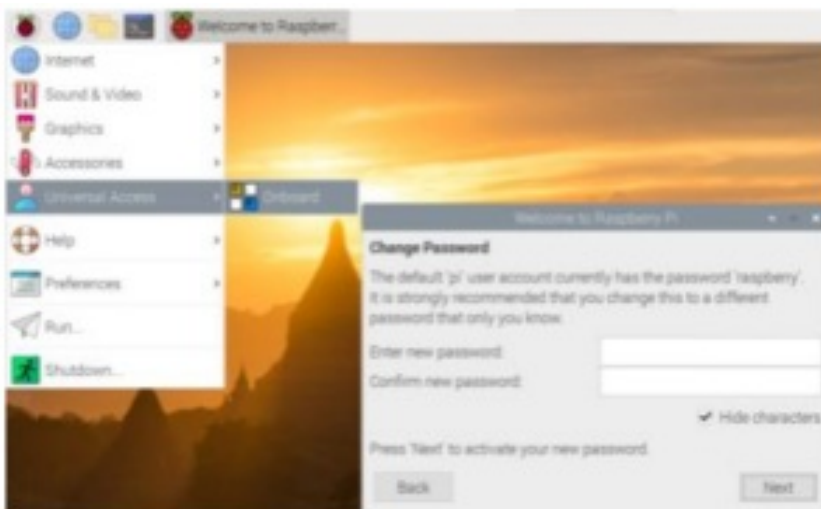 Welcome to Raspberr...
Internet
Sound & Video
Graphics
Accessories
Universal Access
Onboard
Help
Preferences
Run...
Shutdown...
Welcome to Raspberry Pi
Change Password
The default 'pi' user account currently has the password 'raspberry'.
It is strongly recommended that you change this to a different
password that only you know.
Enter new password:
Confirm new password:
Hide characters
Press 'Next' to activate your new password.
Back
Next